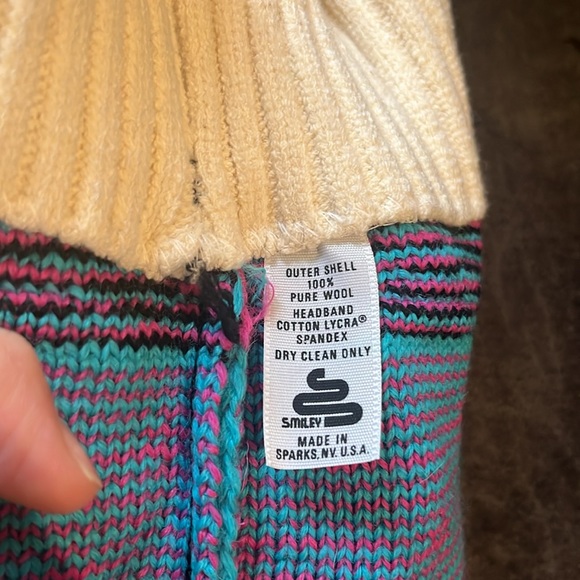 OUTER SHELL
100%
PURE WOOL
HEADBAND
COTTON LYCRA®
SPANDEX
DRY CLEAN ONLY
SMILEY
MADE IN
SPARKS, NV. U.S.A.